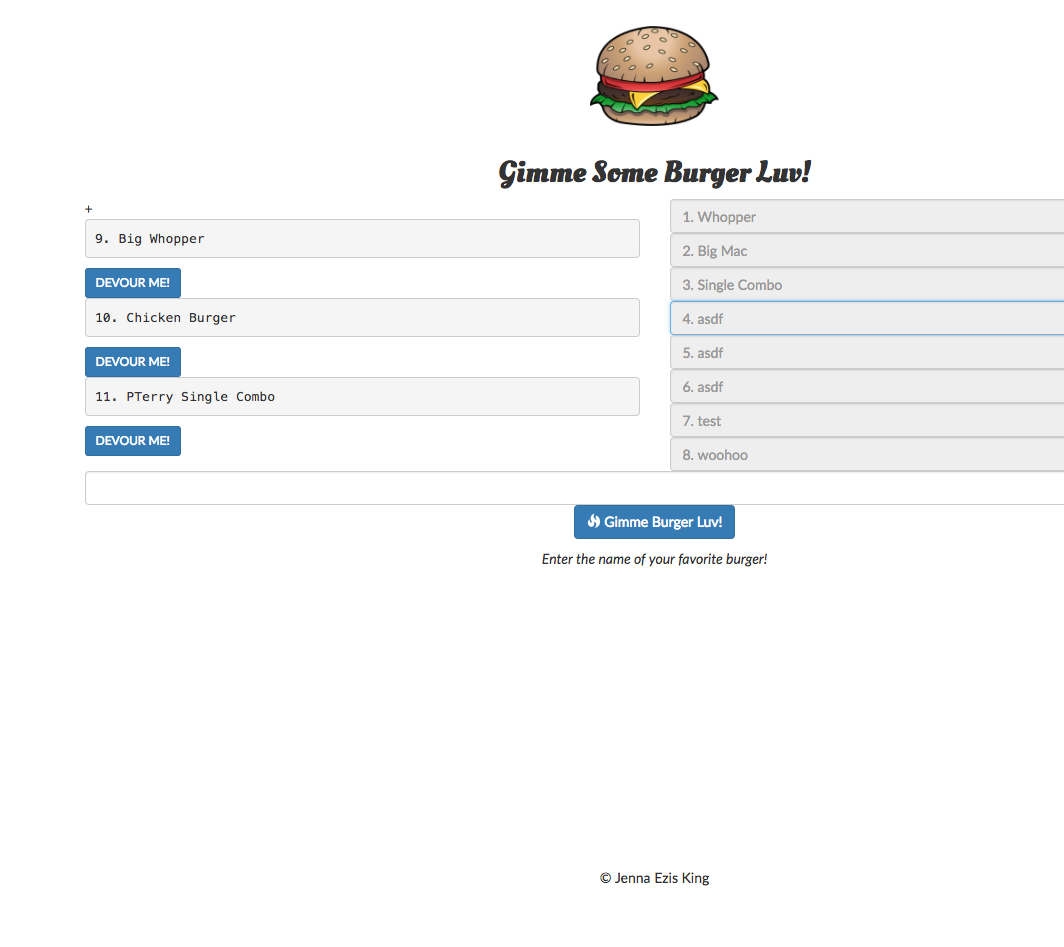 Gimme Some Burger Luv!
+
9. Big Whopper
DEVOUR ME!
10. Chicken Burger
DEVOUR ME!
11. PTerry Single Combo
DEVOUR ME!
1. Whopper
2. Big Mac
3. Single Combo
4. asdf
5. asdf
6. asdf
7. test
8. woohoo
Gimme Burger Luv!
Enter the name of your favorite burger!
© Jenna Ezis King